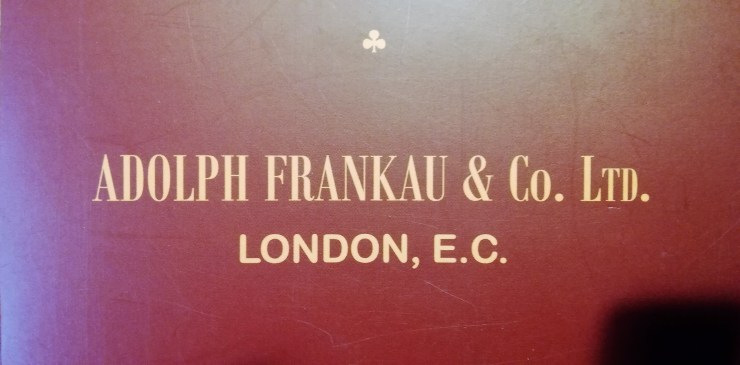 ADOLPH FRANKAU & Co. LTD.
LONDON, E.C.